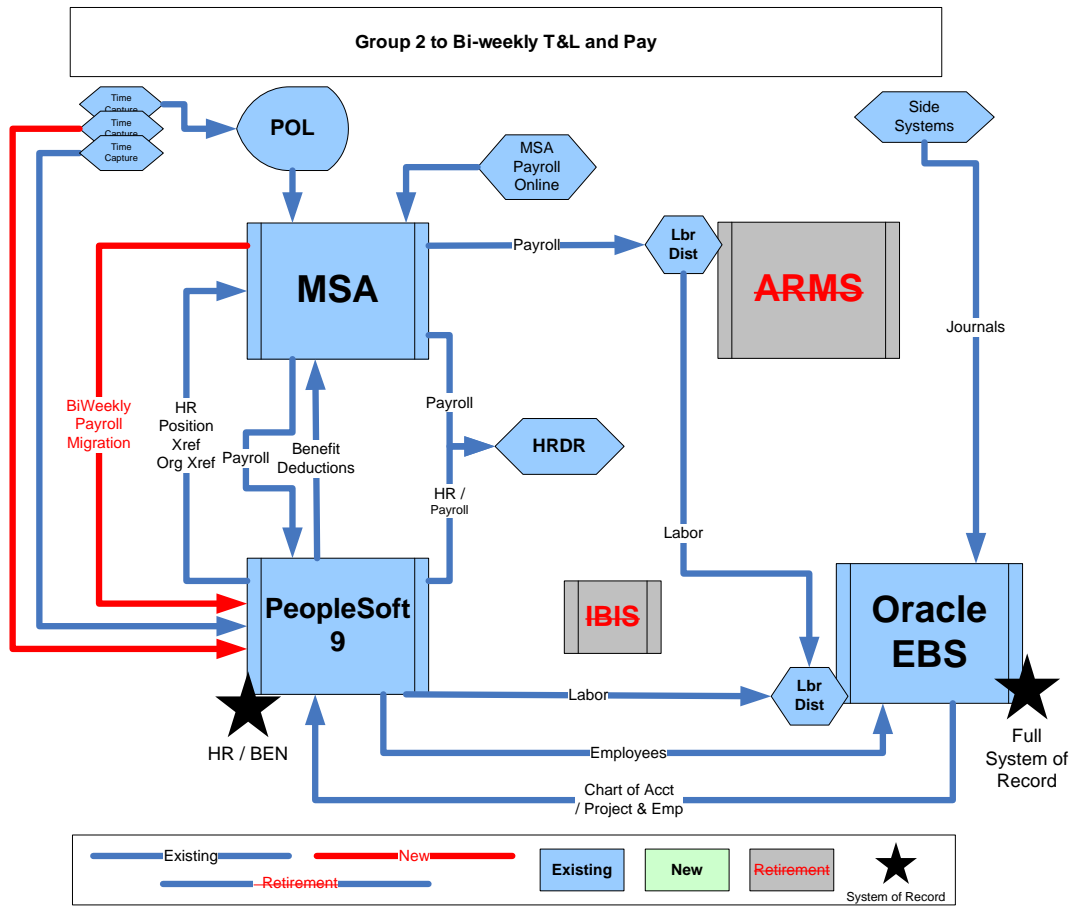 Group 2 to Bi-weekly T&L and Pay
Time
Capture
Time
Capture
Time
Capture
POL
MSA
Payroll
Online
Side
Systems
MSA
Payroll
Lbr
Dist
ARMS
Journals
BiWeekly
Payroll
Migration
HR
Position
Xref
Org Xref
Payroll
Benefit
Deductions
Payroll
HRDR
HR /
Payroll
Labor
PeopleSoft
9
IBIS
Oracle
EBS
Labor
Lbr
Dist
HR / BEN
Employees
Full
System of
Record
Chart of Acct
/ Project & Emp
Existing
New
Retirement
Existing
New
Retirement
System of Record